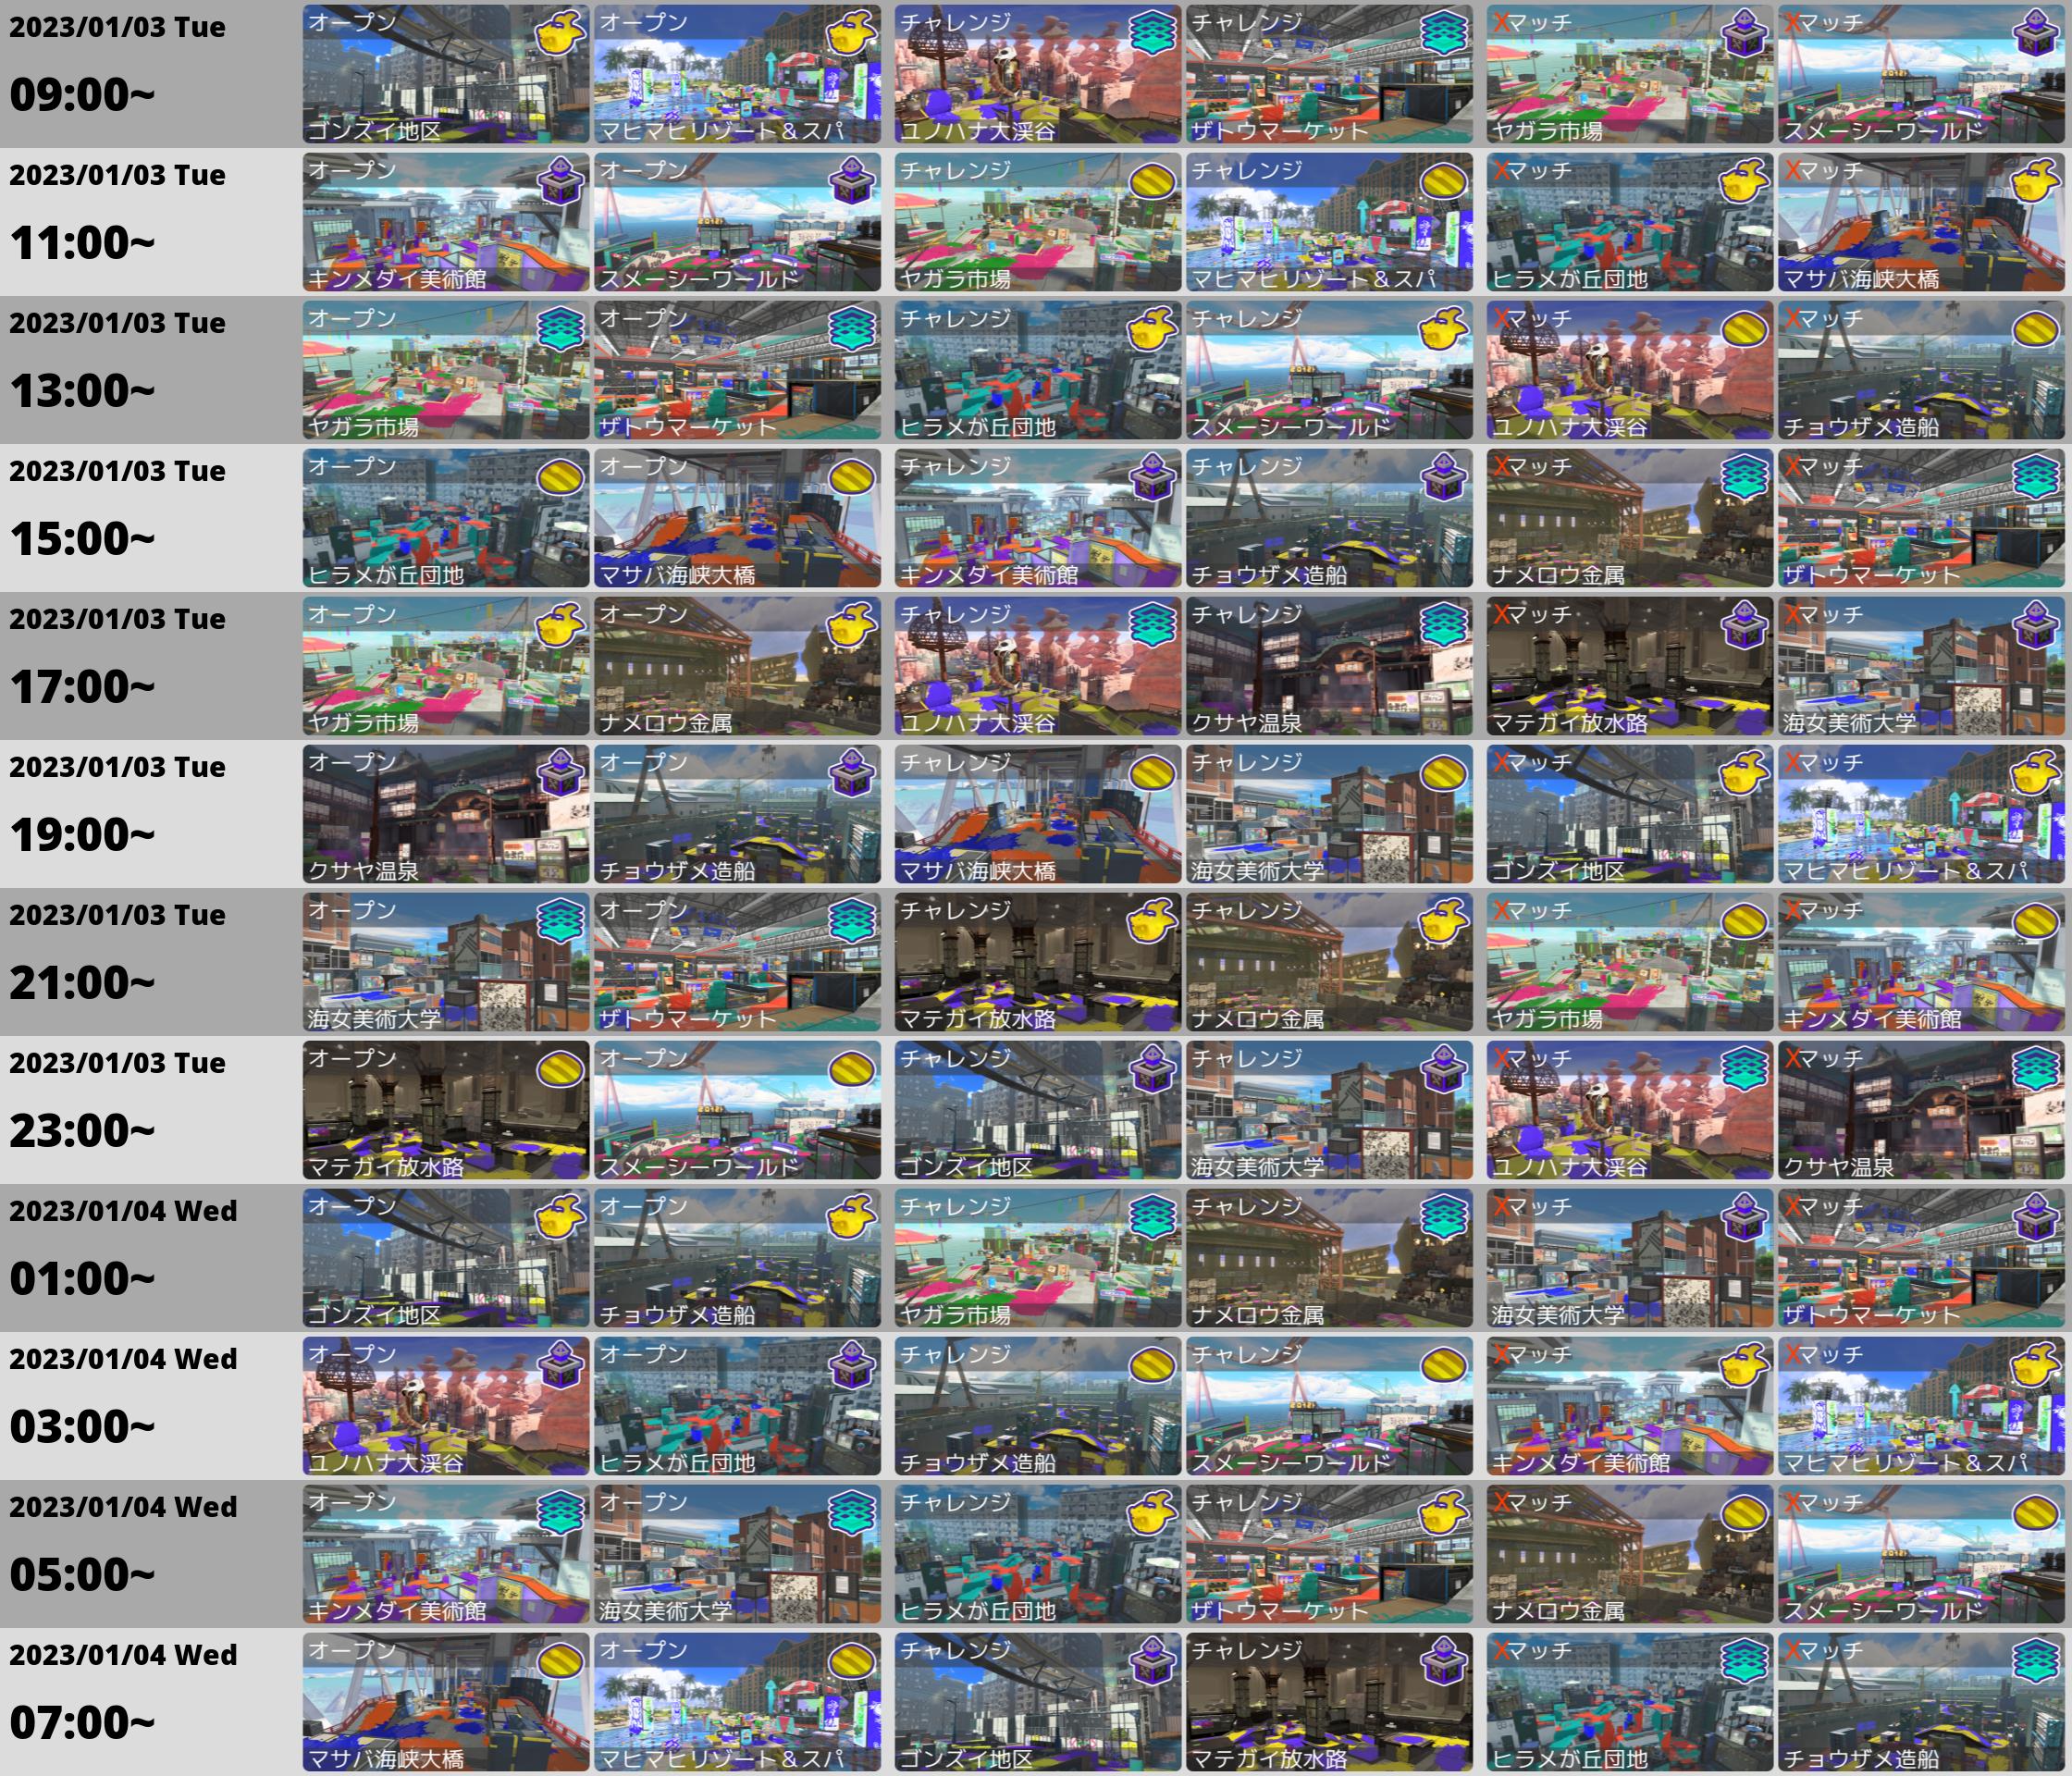 2023/01/03 Tue
09:00~
オープン オープン チャレンジ チャレンジ Xマッチ Xマッチ
ゴンズイ地区 マヒマヒリゾート＆スパ ユノハナ大渓谷 ザトウマーケット ヤガラ市場 スメーシーワールド
2023/01/03 Tue
11:00~
オープン オープン チャレンジ チャレンジ Xマッチ Xマッチ
キンメダイ美術館 スメーシーワールド ヤガラ市場 マヒマヒリゾート＆スパ ヒラメが丘団地 マサバ海峡大橋
2023/01/03 Tue
13:00~
オープン オープン チャレンジ チャレンジ Xマッチ Xマッチ
ヤガラ市場 ザトウマーケット ヒラメが丘団地 スメーシーワールド ユノハナ大渓谷 チョウザメ造船
2023/01/03 Tue
15:00~
オープン オープン チャレンジ チャレンジ Xマッチ Xマッチ
ヒラメが丘団地 マサバ海峡大橋 キンメダイ美術館 チョウザメ造船 ナメロウ金属 ザトウマーケット
2023/01/03 Tue
17:00~
オープン オープン チャレンジ チャレンジ Xマッチ Xマッチ
ヤガラ市場 ナメロウ金属 ユノハナ大渓谷 クサヤ温泉 マテガイ放水路 海女美術大学
2023/01/03 Tue
19:00~
オープン オープン チャレンジ チャレンジ Xマッチ Xマッチ
クサヤ温泉 チョウザメ造船 マサバ海峡大橋 海女美術大学 ゴンズイ地区 マヒマヒリゾート＆スパ
2023/01/03 Tue
21:00~
オープン オープン チャレンジ チャレンジ Xマッチ Xマッチ
海女美術大学 ザトウマーケット マテガイ放水路 ナメロウ金属 ヤガラ市場 キンメダイ美術館
2023/01/03 Tue
23:00~
オープン オープン チャレンジ チャレンジ Xマッチ Xマッチ
マテガイ放水路 スメーシーワールド ゴンズイ地区 海女美術大学 ユノハナ大渓谷 クサヤ温泉
2023/01/04 Wed
01:00~
オープン オープン チャレンジ チャレンジ Xマッチ Xマッチ
ゴンズイ地区 チョウザメ造船 ヤガラ市場 ナメロウ金属 海女美術大学 ザトウマーケット
2023/01/04 Wed
03:00~
オープン オープン チャレンジ チャレンジ Xマッチ Xマッチ
ユノハナ大渓谷 ヒラメが丘団地 チョウザメ造船 スメーシーワールド キンメダイ美術館 マヒマヒリゾート＆スパ
2023/01/04 Wed
05:00~
オープン オープン チャレンジ チャレンジ Xマッチ Xマッチ
キンメダイ美術館 海女美術大学 ヒラメが丘団地 ザトウマーケット ナメロウ金属 スメーシーワールド
2023/01/04 Wed
07:00~
オープン オープン チャレンジ チャレンジ Xマッチ Xマッチ
マサバ海峡大橋 マヒマヒリゾート＆スパ ゴンズイ地区 マテガイ放水路 ヒラメが丘団地 チョウザメ造船